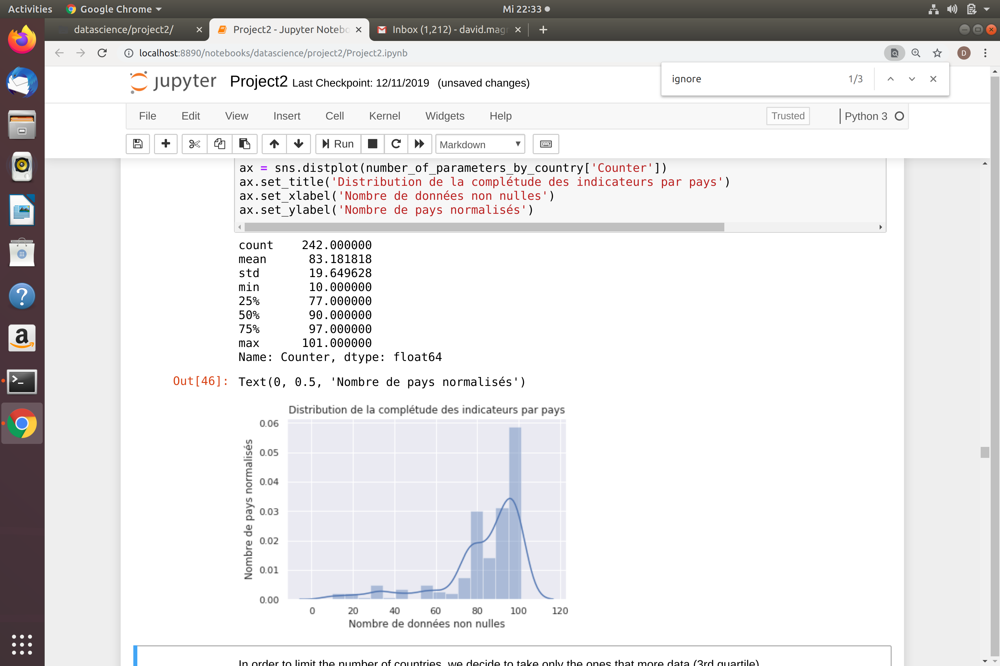 Activities Google Chrome Mi 22:33
datascience/project2/ Project2 - Jupyter Notebo Inbox (1,212) - david.magr
localhost:8890/notebooks/datascience/project2/Project2.ipynb D
ignore 1/3
jupyter Project2 Last Checkpoint: 12/11/2019 (unsaved changes)
File Edit View Insert Cell Kernel Widgets Help Trusted Python 3
Run Markdown
ax = sns.distplot(number_of_parameters_by_country['Counter'])
ax.set_title('Distribution de la complétude des indicateurs par pays')
ax.set_xlabel('Nombre de données non nulles')
ax.set_ylabel('Nombre de pays normalisés')
count 242.000000
mean 83.181818
std 19.649628
min 10.000000
25% 77.000000
50% 90.000000
75% 97.000000
max 101.000000
Name: Counter, dtype: float64
Out[46]: Text(0, 0.5, 'Nombre de pays normalisés')
Distribution de la complétude des indicateurs par pays
Nombre de pays normalisés
0.06
0.05
0.04
0.03
0.02
0.01
0.00
0 20 40 60 80 100 120
Nombre de données non nulles
In order to limit the number of countries, we decide to take only the ones that more data (3rd quartile)